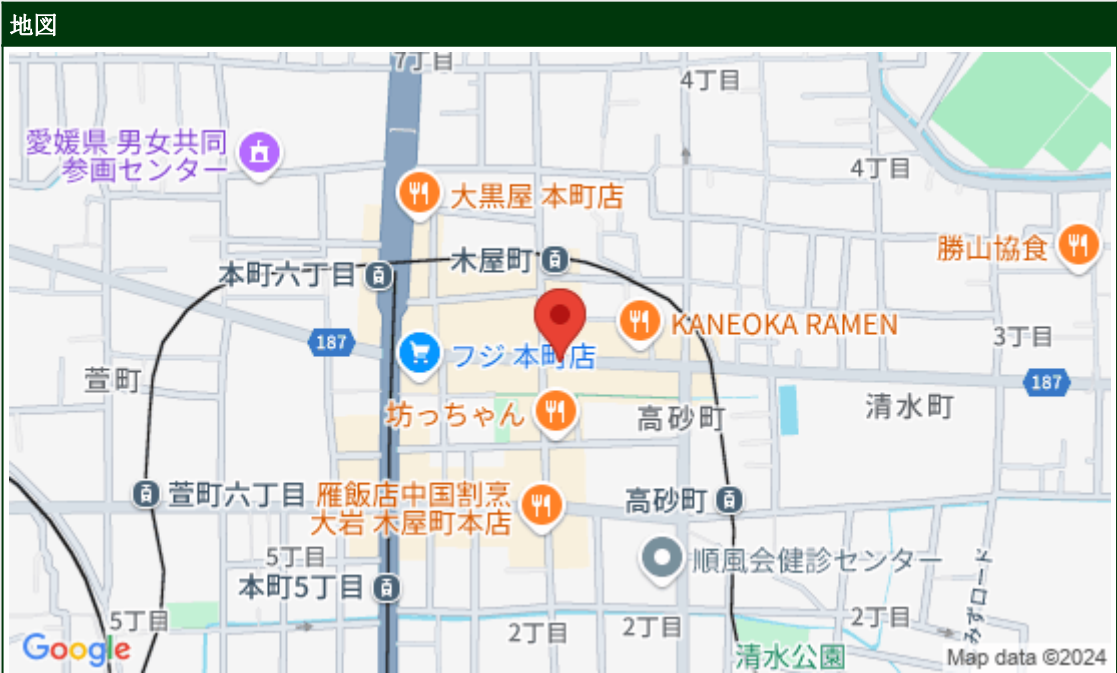 地図
7丁目
4丁目
愛媛県 男女共同
参画センター
4丁目
大黒屋 本町店
勝山協食
木屋町
本町六丁目
KANEOKA RAMEN
187
3丁目
フジ 本町店
萱町
187
坊っちゃん
高砂町
清水町
萱町六丁目
雁飯店中国割烹
大岩 木屋町本店
高砂町
5丁目
順風会健診センター
本町5丁目
みずロード
5丁目
2丁目
2丁目
2丁目
清水公園
Google
Map data ©2024